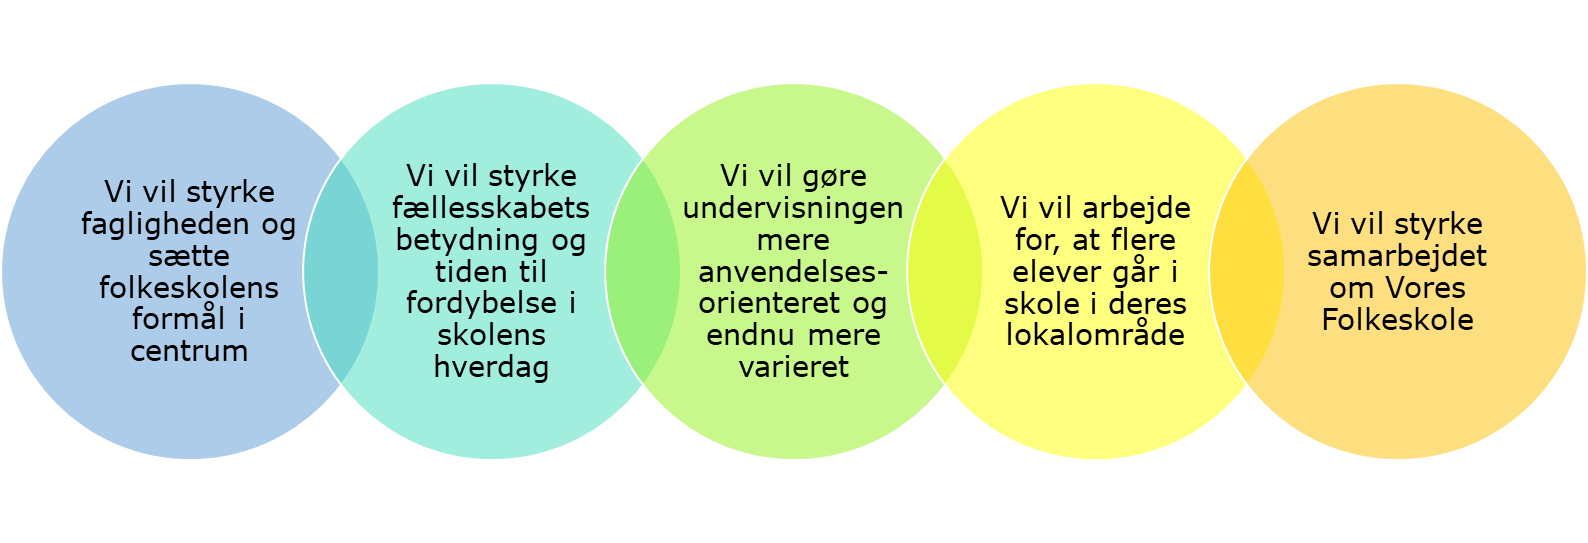 Vi vil styrke
fagligheden og
sætte
folkeskolens
formål i
centrum
Vi vil styrke
fællesskabets
betydning og
tiden til
fordybelse i
skolens
hverdag
Vi vil gøre
undervisningen
mere
anvendelses-
orienteret og
endnu mere
varieret
Vi vil arbejde
for, at flere
elever går i
skole i deres
lokalområde
Vi vil styrke
samarbejdet
om Vores
Folkeskole